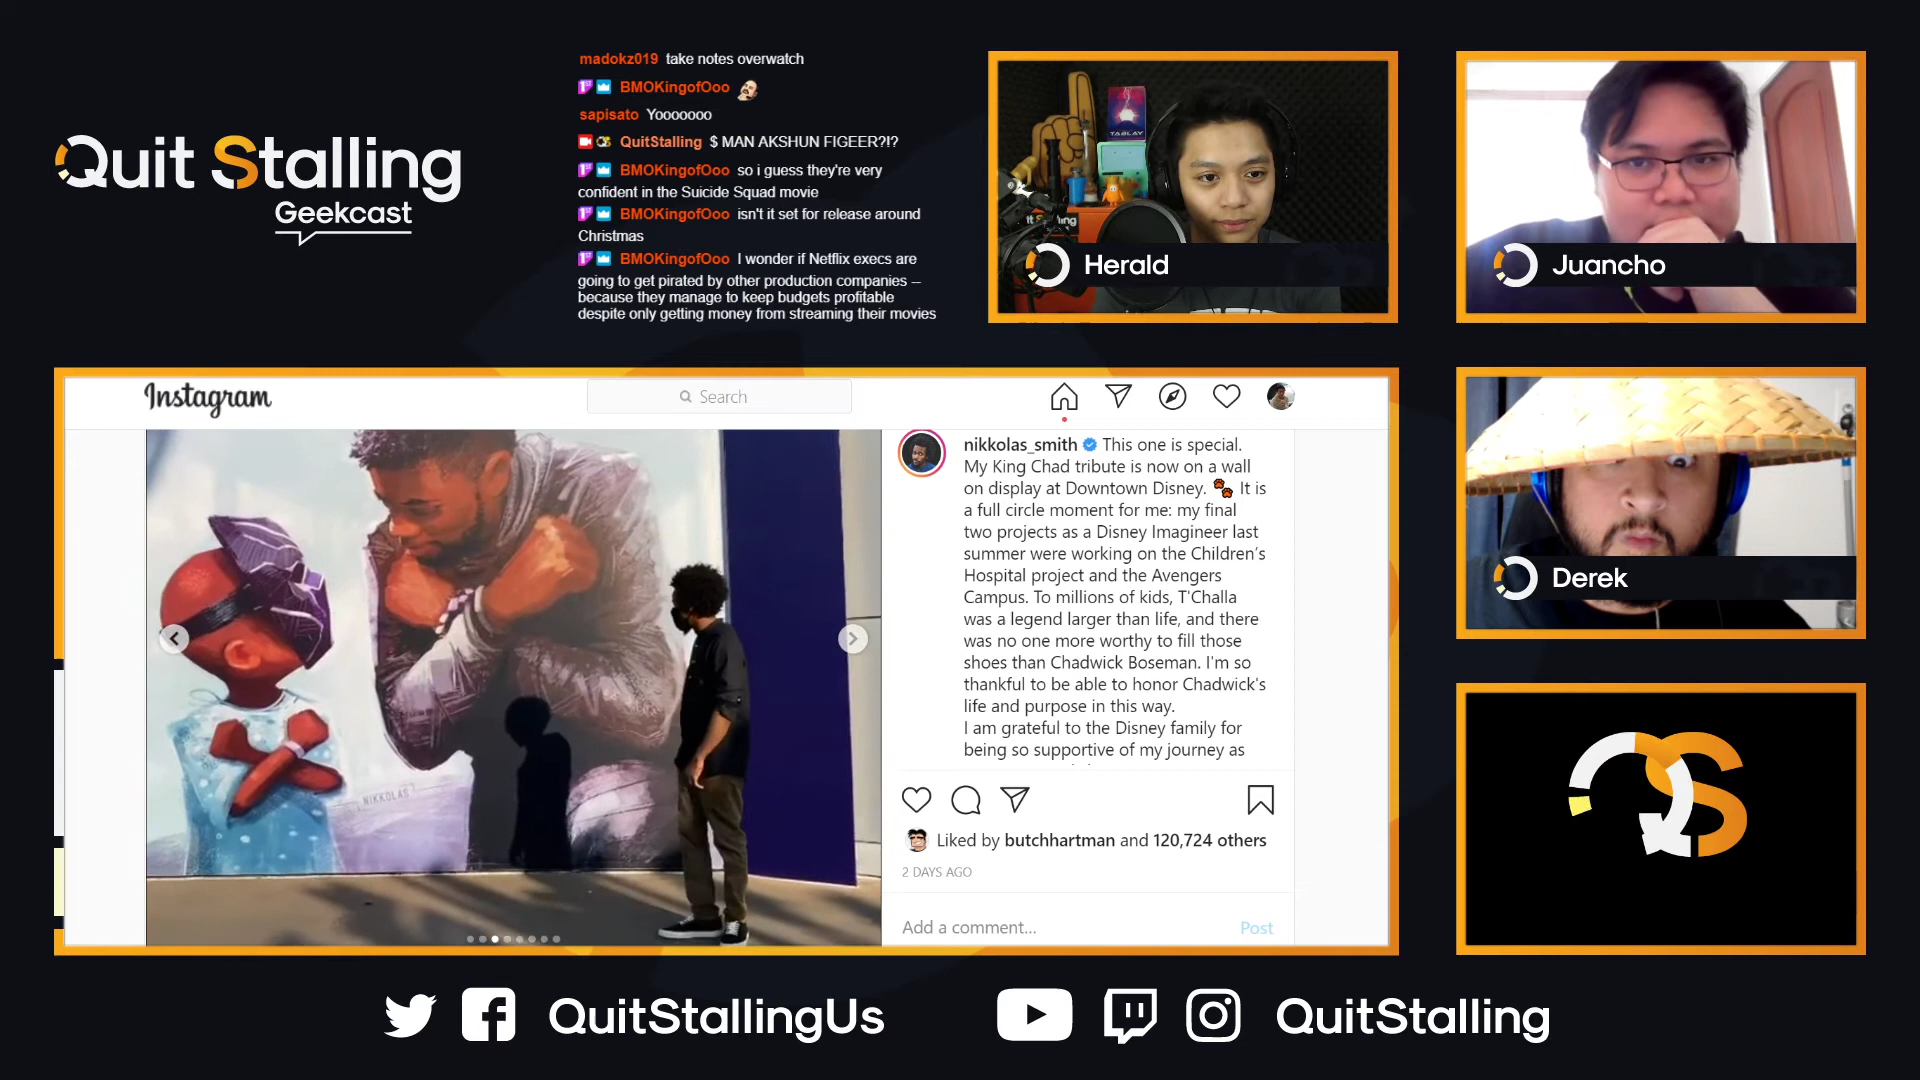 Quit Stalling
Geekcast
madokz019 take notes overwatch
BMOKingofOoo
sapisato Yooooooo
QuitStalling $ MAN AKSHUN FIGEER?!?
BMOKingofOoo so i guess they're very
confident in the Suicide Squad movie
BMOKingofOoo isn't it set for release around
Christmas
BMOKingofOoo I wonder if Netflix execs are
going to get pirated by other production companies --
because they manage to keep budgets profitable
despite only getting money from streaming their movies
TABLAY
Herald
Juancho
Instagram
Search
nikkolas_smith This one is special.
My King Chad tribute is now on a wall
on display at Downtown Disney. It is
a full circle moment for me: my final
two projects as a Disney Imagineer last
summer were working on the Children's
Hospital project and the Avengers
Campus. To millions of kids, T'Challa
was a legend larger than life, and there
was no one more worthy to fill those
shoes than Chadwick Boseman. I'm so
thankful to be able to honor Chadwick's
life and purpose in this way.
I am grateful to the Disney family for
being so supportive of my journey as
NIKKOLAS
Liked by butchhartman and 120,724 others
2 DAYS AGO
Add a comment...
Post
Derek
QS
QuitStallingUs
QuitStalling